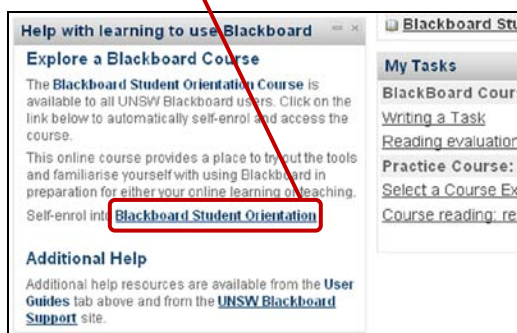 Help with learning to use Blackboard
Explore a Blackboard Course
The Blackboard Student Orientation Course is
available to all UNSW Blackboard users. Click on the
link below to automatically self-enrol and access the
course.
This online course provides a place to try out the tools
and familiarise yourself with using Blackboard in
preparation for either your online learning or teaching.
Self-enrol into Blackboard Student Orientation
Additional Help
Additional help resources are available from the User
Guides tab above and from the UNSW Blackboard
Support site.
Blackboard Stu
My Tasks
BlackBoard Cour
Writing a Task
Reading evaluation
Practice Course:
Select a Course Ex
Course reading: re